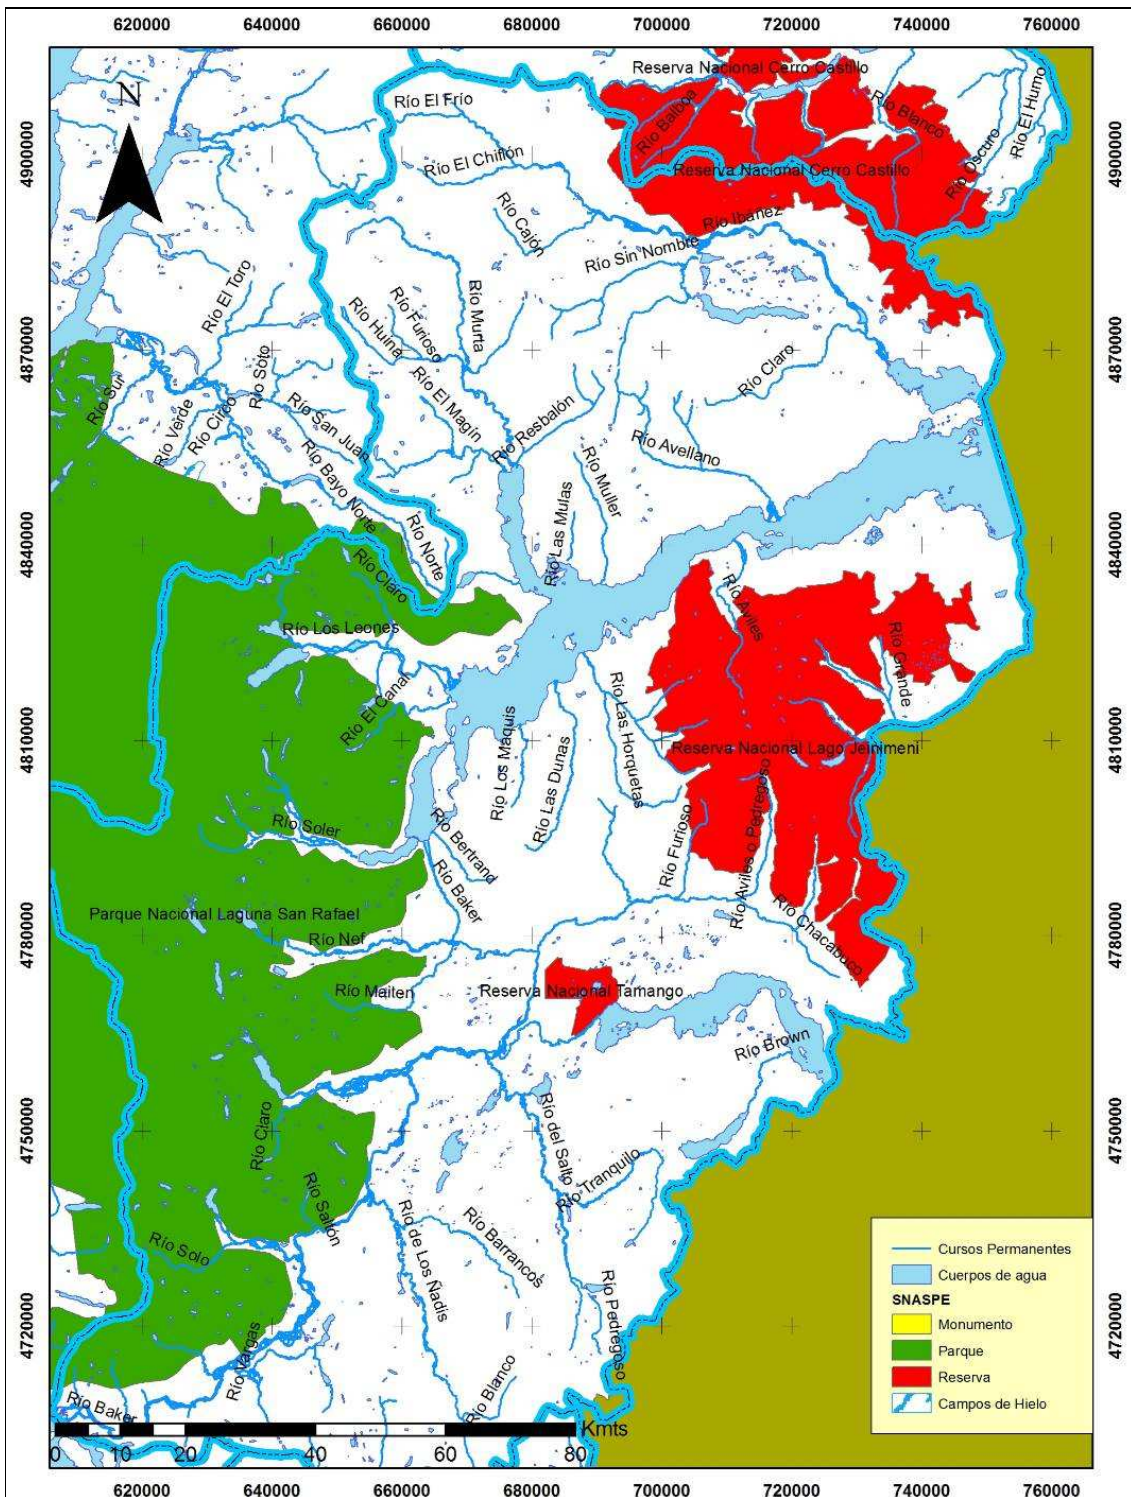 620000 640000 660000 680000 700000 720000 740000 760000
4900000
4870000
4840000
4810000
4780000
4750000
4720000
4900000
4870000
4840000
4810000
4780000
4750000
4720000
N
Reserva Nacional Cerro Castillo
Río El Frío
Río Balboa
Río Blanco
Río El Humo
Río Oscuro
Río El Chiflón
Reserva Nacional Cerro Castillo
Río Cajón
Río Ibáñez
Río Sin Nombre
Río El Toro
Río Murta
Río Furioso
Río Huina
Río Soto
Río Claro
Río Sur
Río Verde
Río Circo
Río El Magín
Río San Juan
Río Resbalón
Río Avellano
Río Bayo Norte
Río Muller
Río Las Mulas
Río Norte
Río Claro
Río Aviles
Río Los Leones
Río Grande
Río El Canal
Río Las Horquetas
Río Los Maquis
Río Las Dunas
Reserva Nacional Lago Jeinimeni
Río Soler
Río Bertrand
Río Furioso
Río Aviles o Pedregoso
Río Baker
Parque Nacional Laguna San Rafael
Río Chacabuco
Río Nef
Río Maiten
Reserva Nacional Tamango
Río Brown
Río Claro
Río del Salto
Río Tranquilo
Río Saltón
Río de Los Ñadis
Río Barrancos
Río Solo
Río Pedregoso
Río Vargas
Río Blanco
Río Baker
Cursos Permanentes
Cuerpos de agua
SNASPE
Monumento
Parque
Reserva
Campos de Hielo
Kmts
0 10 20 40 60 80
620000 640000 660000 680000 700000 720000 740000 760000